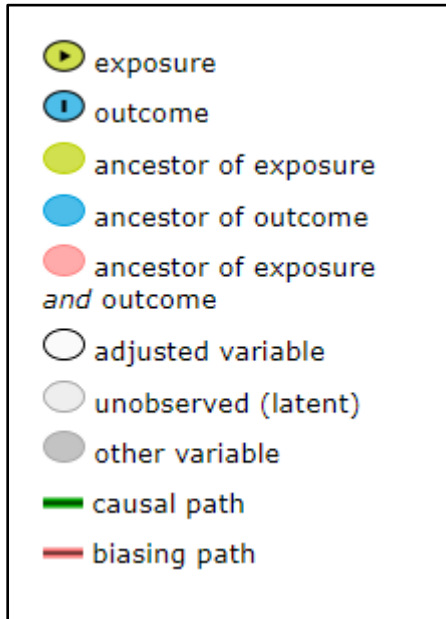 exposure
outcome
ancestor of exposure
ancestor of outcome
ancestor of exposure
and outcome
adjusted variable
unobserved (latent)
other variable
causal path
biasing path